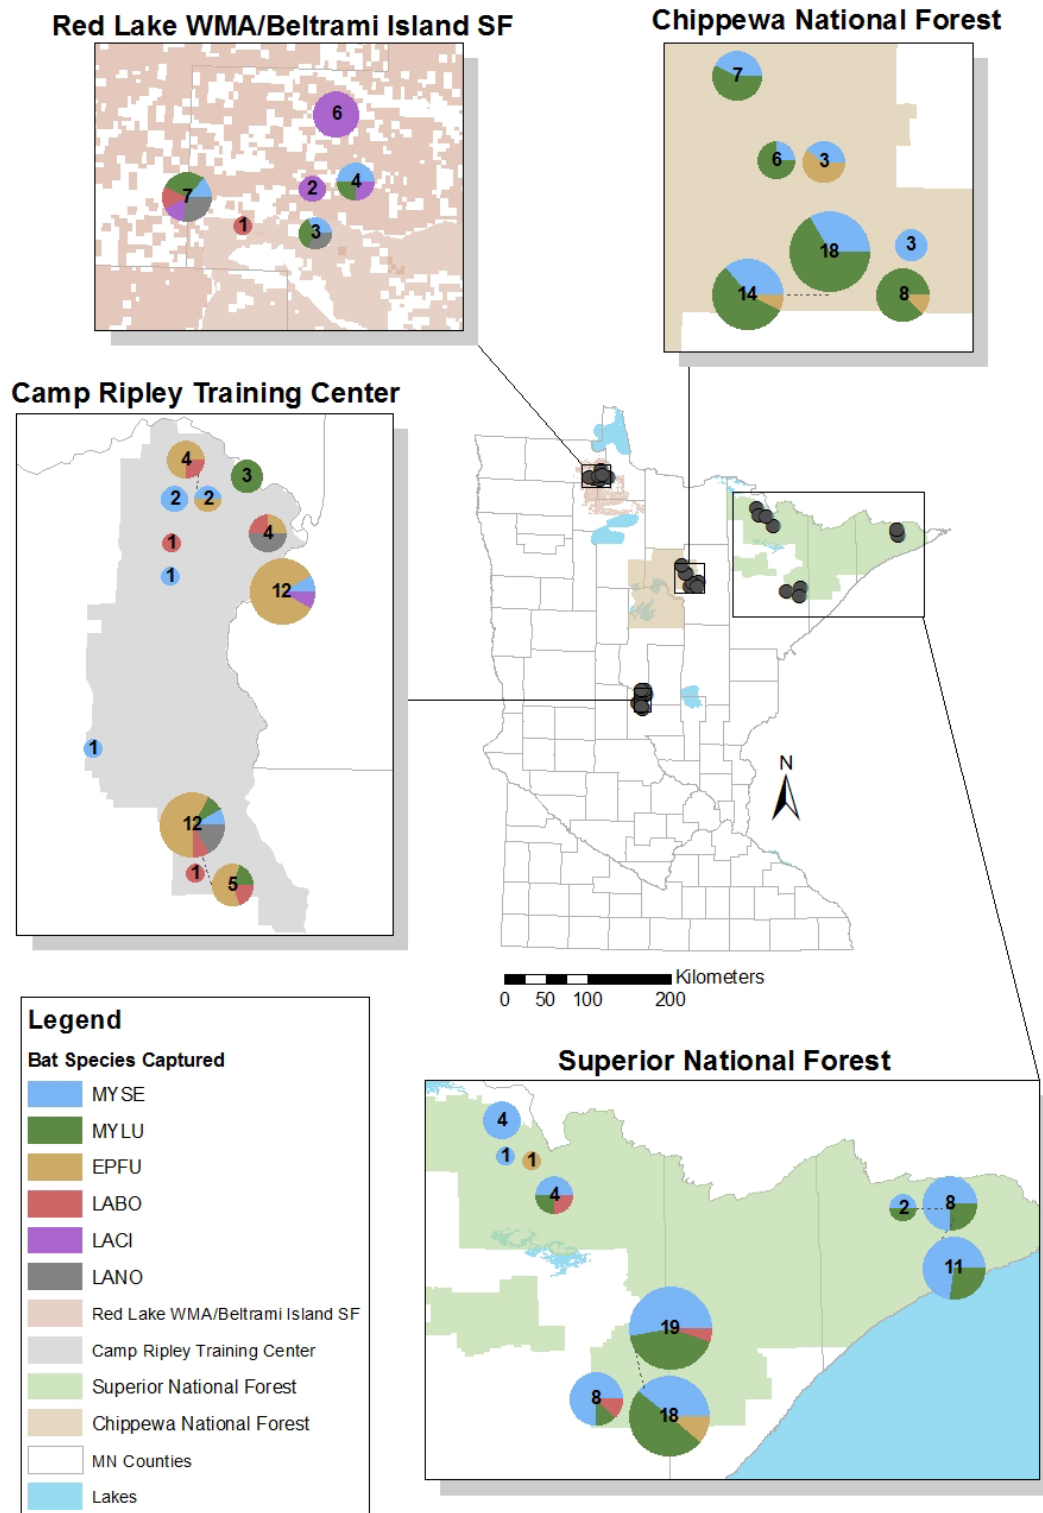 Red Lake WMA/Beltrami Island SF
6
2
4
7
1
3
Chippewa National Forest
7
6
3
18
3
14
8
Camp Ripley Training Center
4
3
2
2
4
1
1
12
1
12
1
5
N
Kilometers
0 50 100 200
Legend
Bat Species Captured
MYSE
MYLU
EPFU
LABO
LACI
LANO
Red Lake WMA/Beltrami Island SF
Camp Ripley Training Center
Superior National Forest
Chippewa National Forest
MN Counties
Lakes
Superior National Forest
4
1
1
4
2
8
11
19
8
18